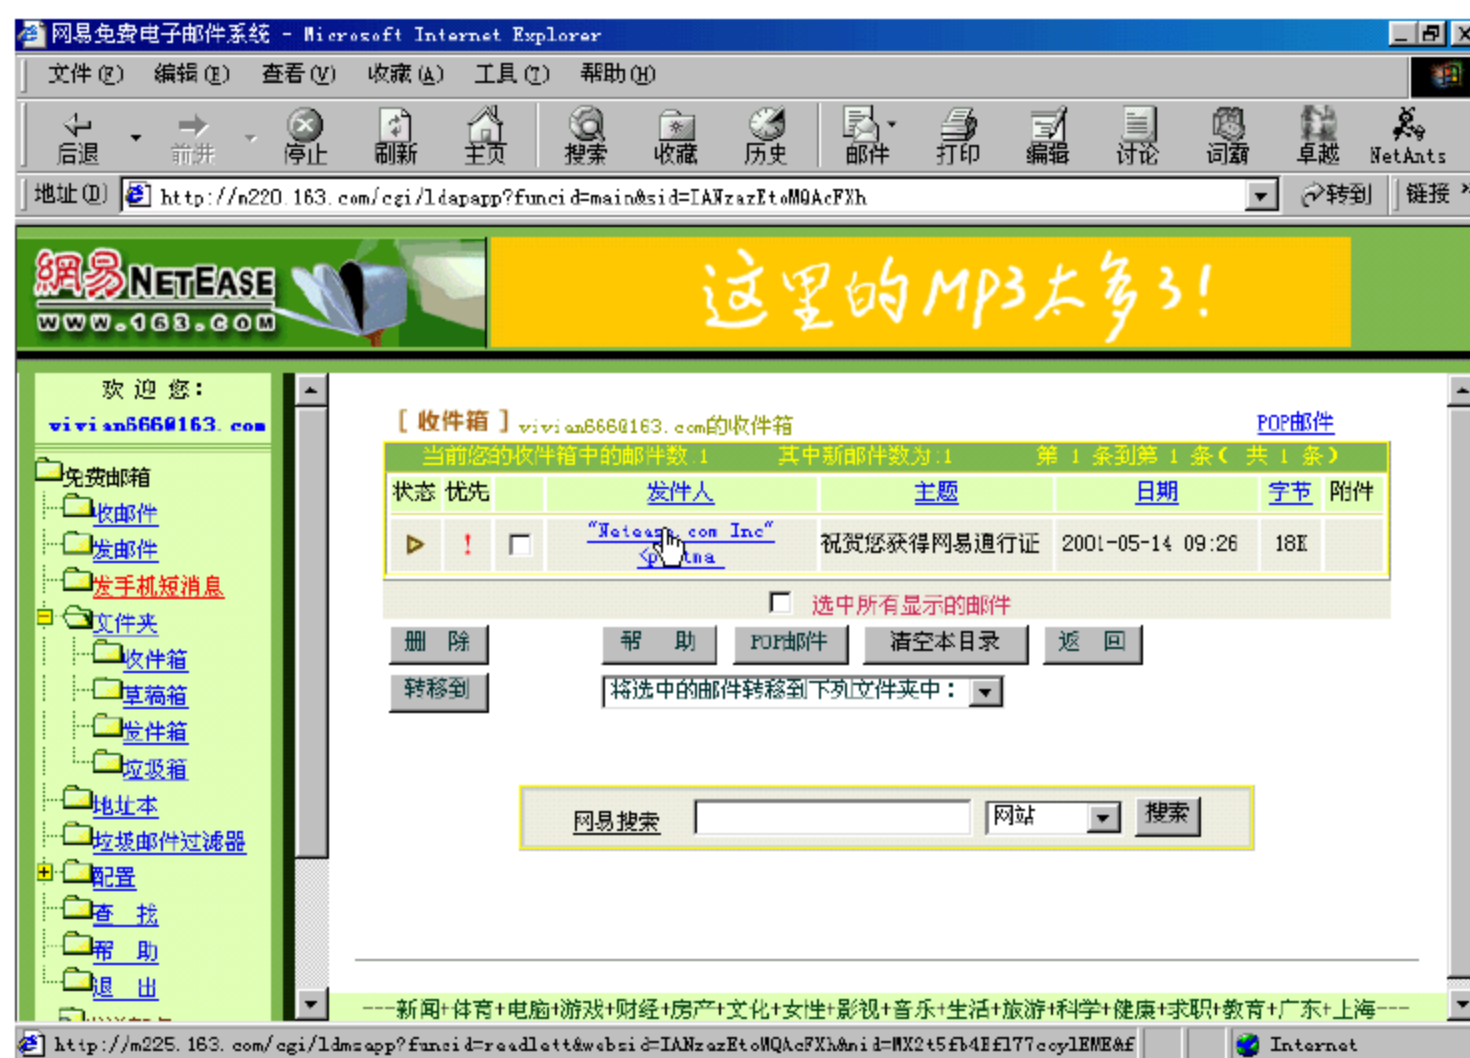 网易免费电子邮件系统 - Microsoft Internet Explorer
文件(F) 编辑(E) 查看(V) 收藏(A) 工具(T) 帮助(H)
后退 前进 停止 刷新 主页 搜索 收藏 历史 邮件 打印 编辑 讨论 词霸 卓越 NetAnts
地址(D) http://m220.163.com/cgi/ldapapp?funcid=main&sid=IANzazEtoMQAcFXh 转到 链接 »
網易 NETEASE
www.163.com
这里的MP3太多了!
欢 迎 您:
vivian666@163.com
免费邮箱
收邮件
发邮件
发手机短消息
文件夹
收件箱
草稿箱
发件箱
垃圾箱
地址本
垃圾邮件过滤器
配置
查 找
帮 助
退 出
[ 收件箱 ] vivian666@163.com的收件箱 POP邮件
当前您的收件箱中的邮件数:1 其中新邮件数为:1 第 1 条到第 1 条( 共 1 条)
状态 优先 发件人 主题 日期 字节 附件
! "Netease.com Inc" 祝贺您获得网易通行证 2001-05-14 09:26 18K
选中所有显示的邮件
删 除 帮 助 POP邮件 清空本目录 返 回
转移到 将选中的邮件转移到下列文件夹中:
网易搜索 网站 搜索
---新闻+体育+电脑+游戏+财经+房产+文化+女性+影视+音乐+生活+旅游+科学+健康+求职+教育+广东+上海---
http://m225.163.com/cgi/ldmsapp?funcid=readlett&websid=IANzazEtoMQAcFXh&mid= Internet